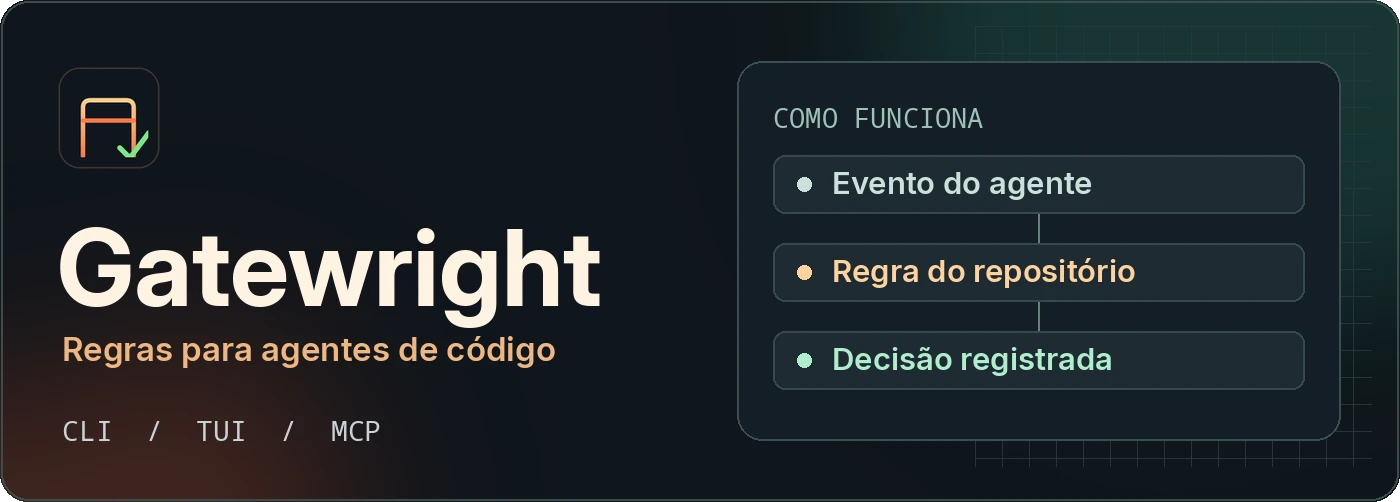 Gatewright
Regras para agentes de código
CLI / TUI / MCP
COMO FUNCIONA
Evento do agente
Regra do repositório
Decisão registrada